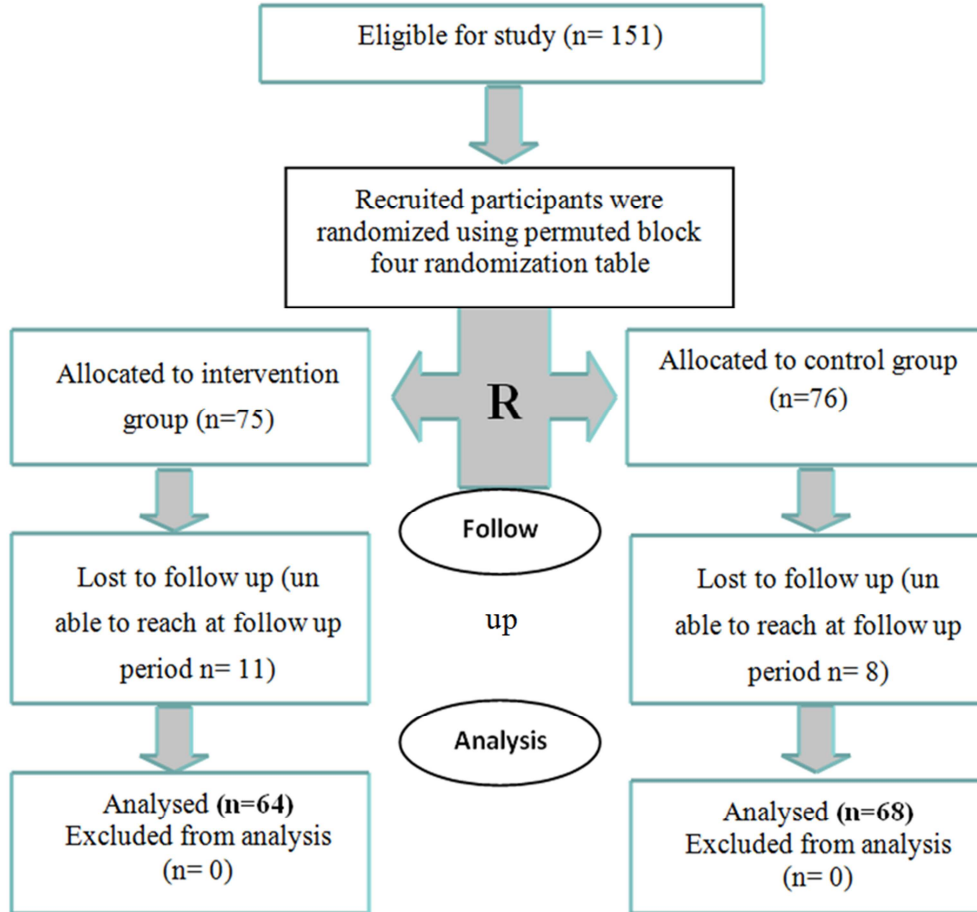 Eligible for study (n= 151)
Recruited participants were
randomized using permuted block
four randomization table
R
Allocated to intervention
group (n=75)
Allocated to control group
(n=76)
Follow
up
Lost to follow up (un
able to reach at follow up
period n= 11)
Lost to follow up (un
able to reach at follow up
period n= 8)
Analysis
Analysed (n=64)
Excluded from analysis
(n= 0)
Analysed (n=68)
Excluded from analysis
(n= 0)